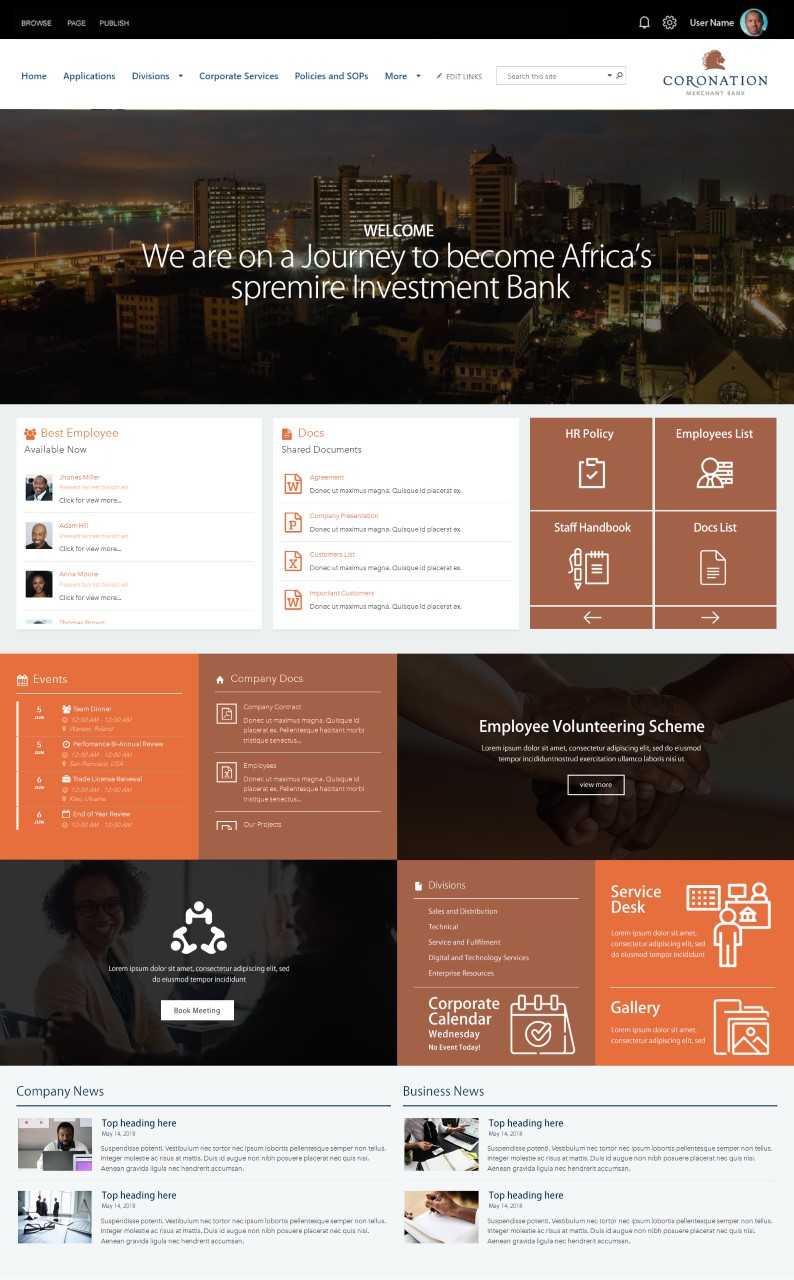 BROWSE PAGE PUBLISH
User Name
Home Applications Divisions Corporate Services Policies and SOPs More EDIT LINKS
Search this site
CORONATION
MERCHANT BANK
WELCOME
We are on a Journey to become Africa's
spremire Investment Bank
Best Employee
Available Now
Jhones Miller
Click for view more...
Adam Hill
Click for view more...
Anna Moore
Click for view more...
Thomas Brown
Docs
Shared Documents
Agreement
Donec ut maximus magna. Quisque id placerat ex.
Company Presentation
Donec ut maximus magna. Quisque id placerat ex.
Customers List
Donec ut maximus magna. Quisque id placerat ex.
Important Customers
Donec ut maximus magna. Quisque id placerat ex.
HR Policy
Employees List
Staff Handbook
Docs List
Events
5 JUN
Team Dinner
12:00 AM - 12:00 AM
Warsaw, Poland
5 JUN
Perfomance Bi-Annual Review
12:00 AM - 12:00 AM
San Francisco, USA
6 JUN
Trade License Renewal
12:00 AM - 12:00 AM
Kiev, Ukraine
6 JUN
End of Year Review
12:00 AM - 12:00 AM
Company Docs
Company Contract
Donec ut maximus magna. Quisque id
placerat ex. Pellentesque habitant morbi
tristique senectus...
Employees
Donec ut maximus magna. Quisque id
placerat ex. Pellentesque habitant morbi
tristique senectus...
Our Projects
Employee Volunteering Scheme
Lorem ipsum dolor sit amet, consectetur adipiscing elit, sed do eiusmod
tempor incididuntnostrud exercitation ullamco laboris nisi ut
view more
Lorem ipsum dolor sit amet, consectetur adipiscing elit, sed
do eiusmod tempor incididunt
Book Meeting
Divisions
Sales and Distribution
Technical
Service and Fullfilment
Digital and Technology Services
Enterprise Resources
Corporate
Calendar
Wednesday
No Event Today!
Service
Desk
Lorem ipsum dolor sit amet,
consectetur adipiscing elit, sed
do eiusmod tempor incididunt
Gallery
Lorem ipsum dolor sit amet,
consectetur adipiscing elit, sed
Company News
Top heading here
May 14, 2018
Suspendisse potenti. Vestibulum nec tortor nec ipsum lobortis pellentesque semper non tellus.
Integer molestie ac risus at mattis. Duis id augue non nibh posuere placerat nec quis nisi.
Aenean gravida ligula nec hendrerit accumsan.
Top heading here
May 14, 2018
Suspendisse potenti. Vestibulum nec tortor nec ipsum lobortis pellentesque semper non tellus.
Integer molestie ac risus at mattis. Duis id augue non nibh posuere placerat nec quis nisi.
Aenean gravida ligula nec hendrerit accumsan.
Business News
Top heading here
May 14, 2018
Suspendisse potenti. Vestibulum nec tortor nec ipsum lobortis pellentesque semper non tellus.
Integer molestie ac risus at mattis. Duis id augue non nibh posuere placerat nec quis nisi.
Aenean gravida ligula nec hendrerit accumsan.
Top heading here
May 14, 2018
Suspendisse potenti. Vestibulum nec tortor nec ipsum lobortis pellentesque semper non tellus.
Integer molestie ac risus at mattis. Duis id augue non nibh posuere placerat nec quis nisi.
Aenean gravida ligula nec hendrerit accumsan.